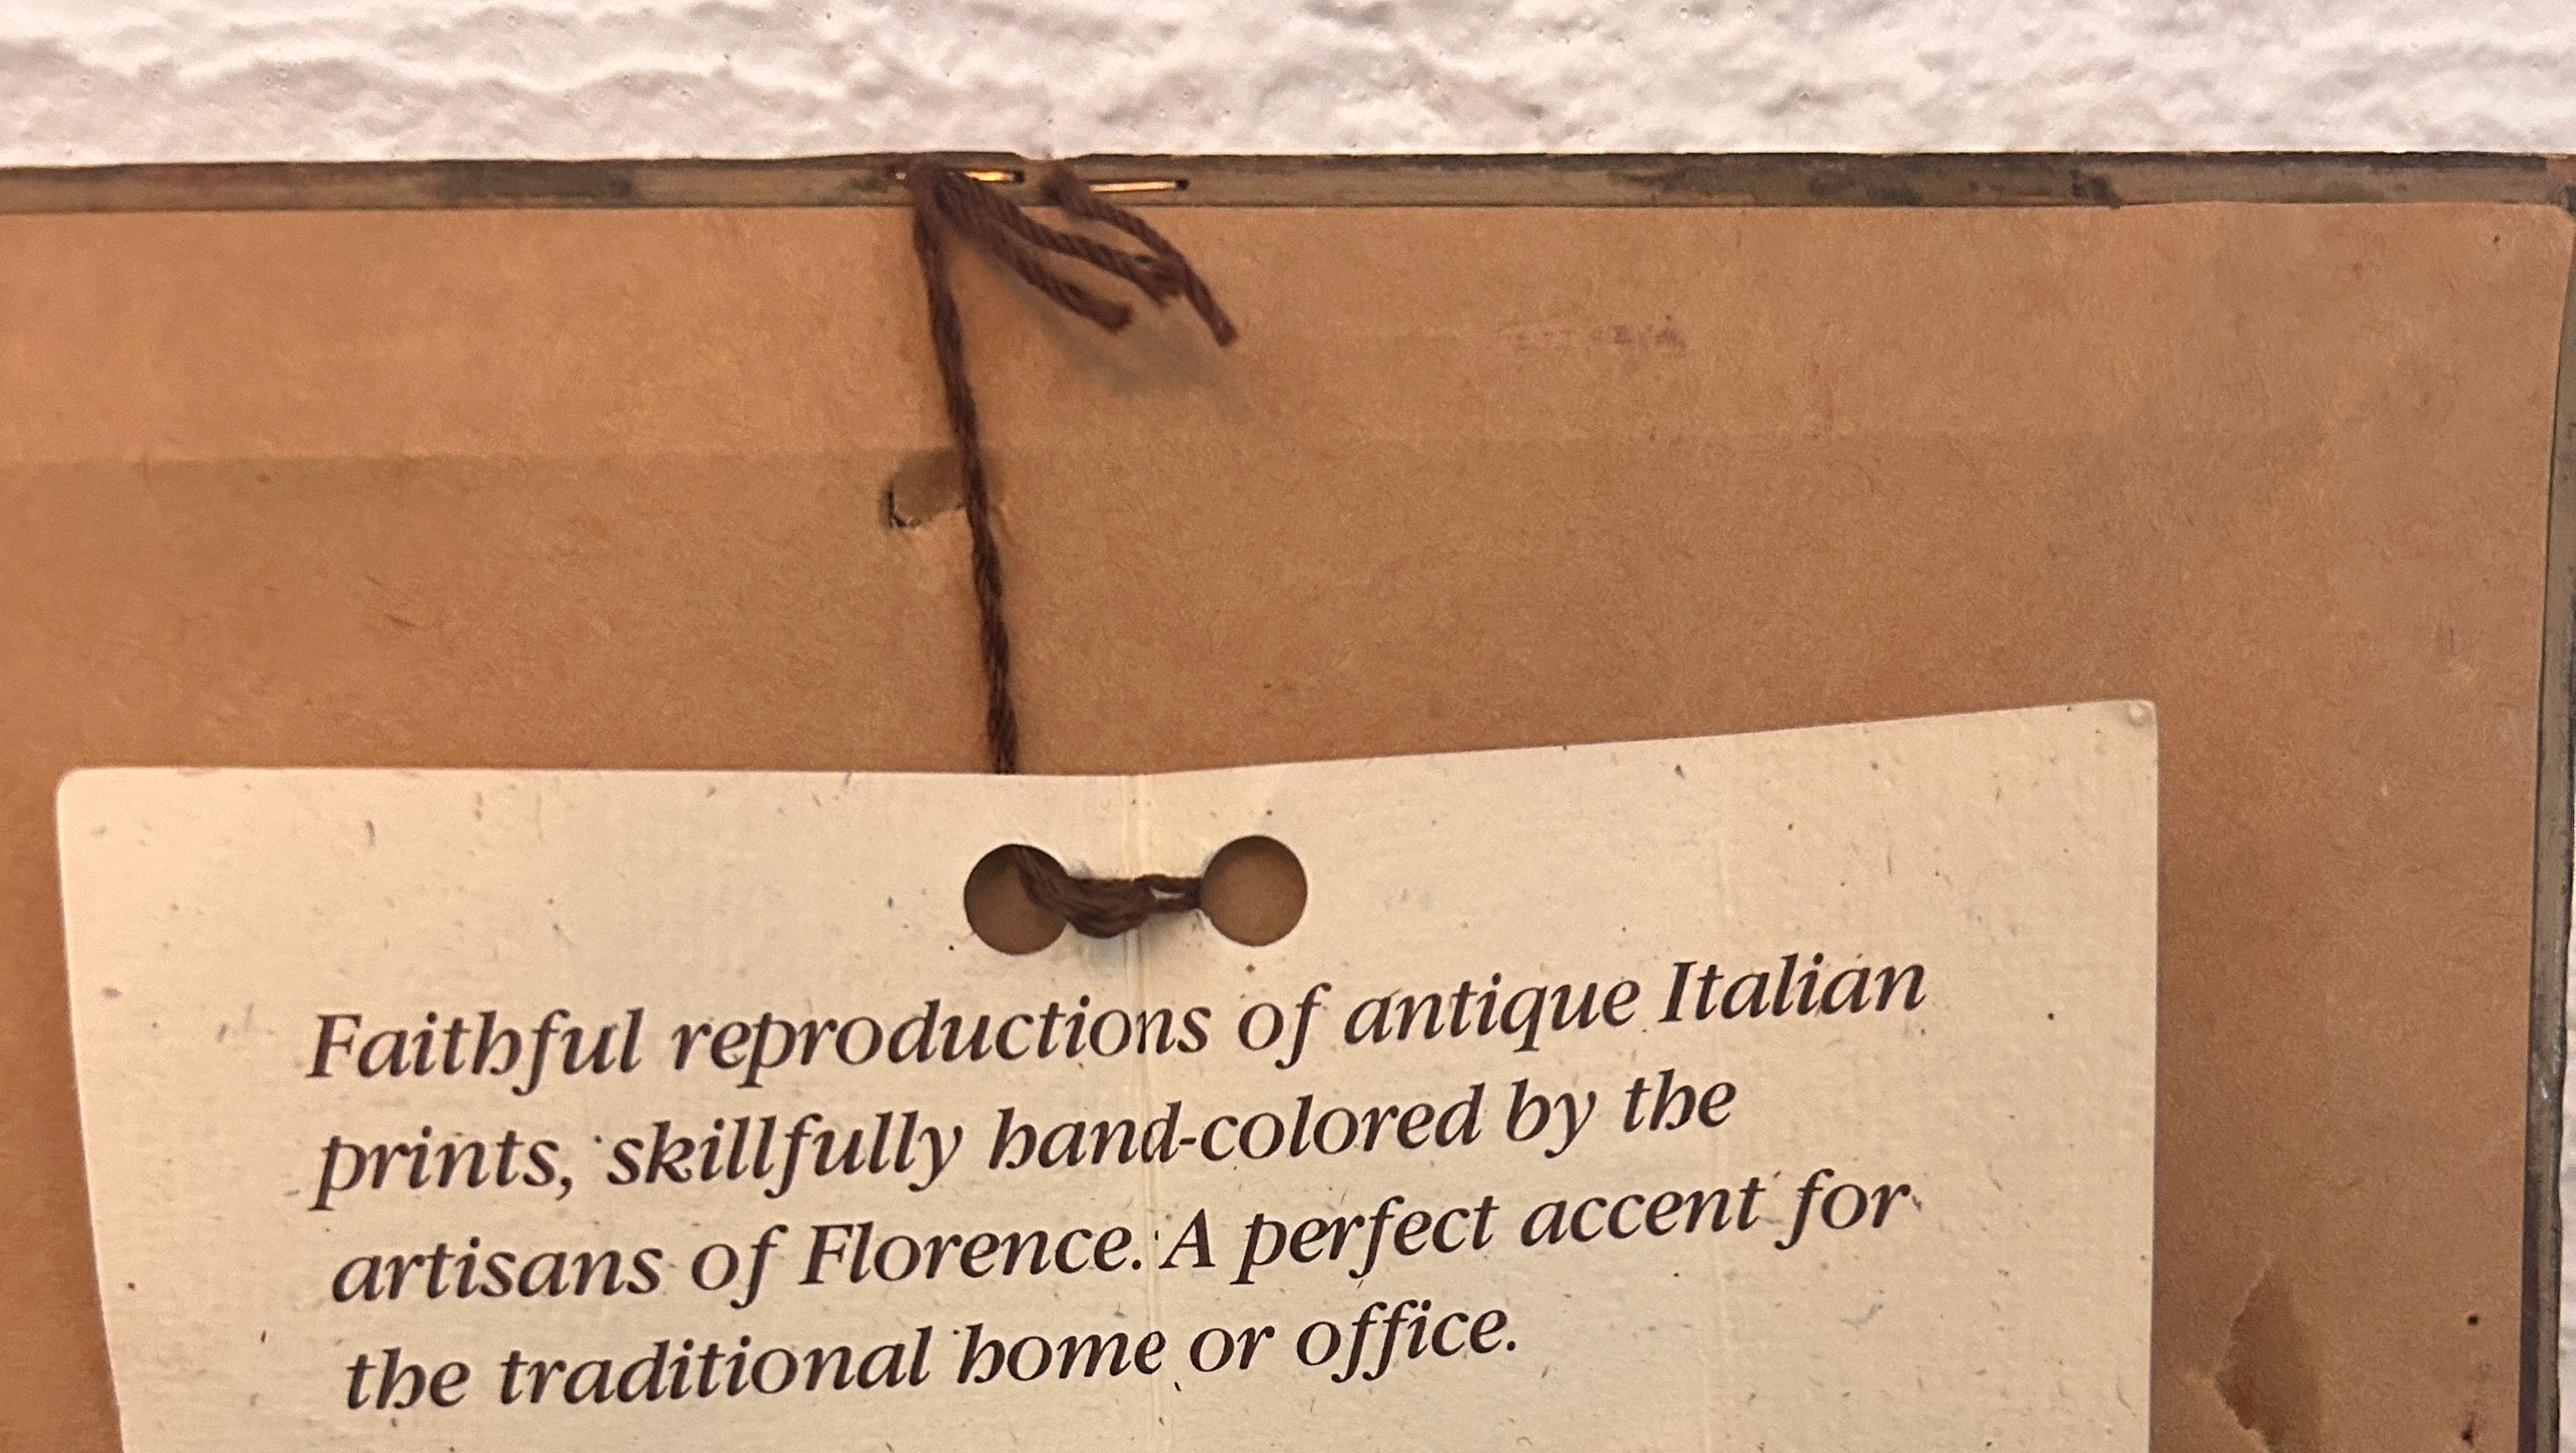 Faithful reproductions of antique Italian
prints, skillfully hand-colored by the
artisans of Florence. A perfect accent for
the traditional home or office.